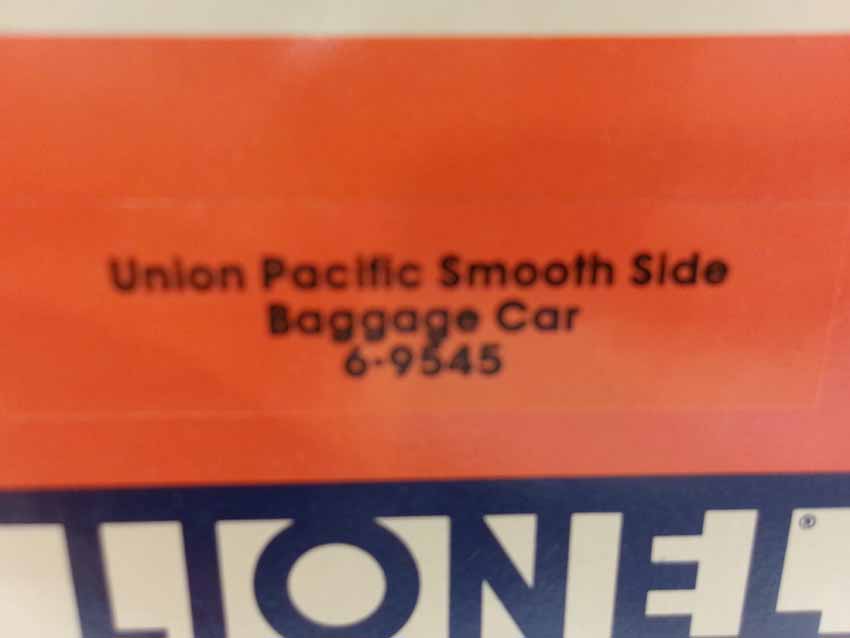 Union Pacific Smooth Side
Baggage Car
6-9545
LIONEL®